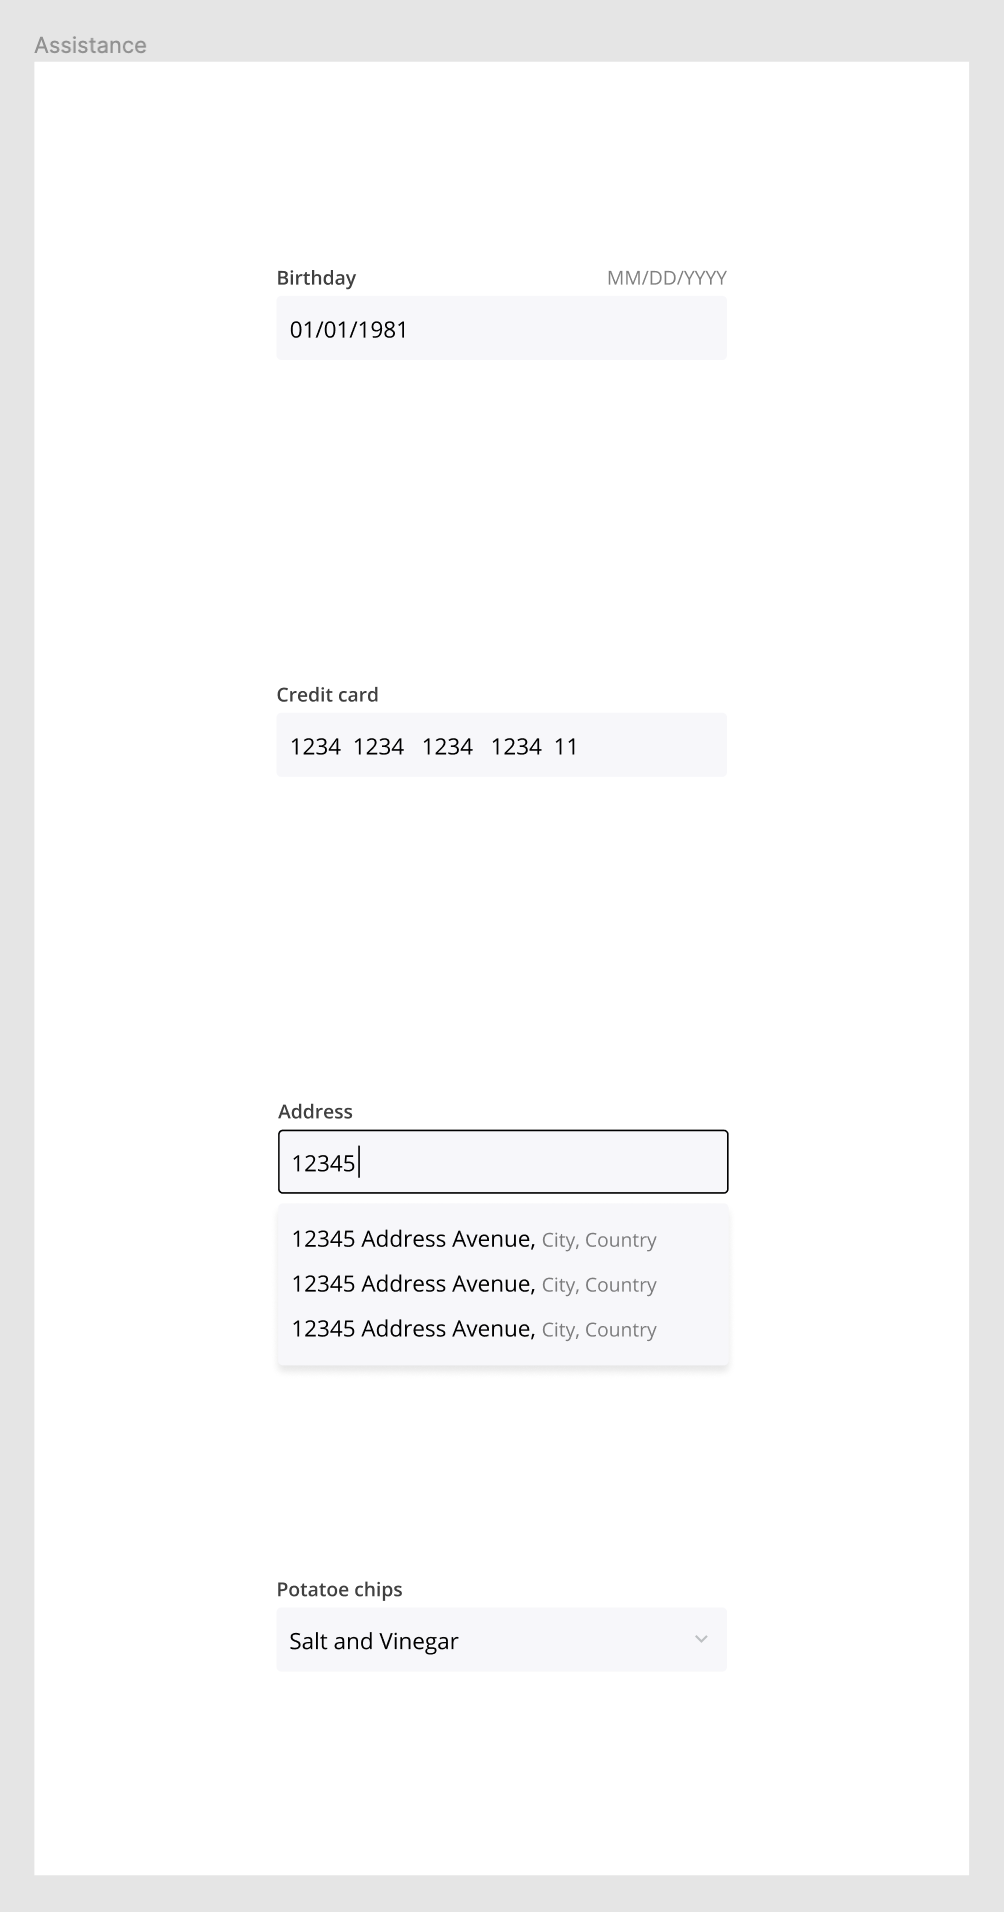 Assistance
Birthday MM/DD/YYYY
01/01/1981
Credit card
1234 1234 1234 1234 11
Address
12345
12345 Address Avenue, City, Country
12345 Address Avenue, City, Country
12345 Address Avenue, City, Country
Potatoe chips
Salt and Vinegar